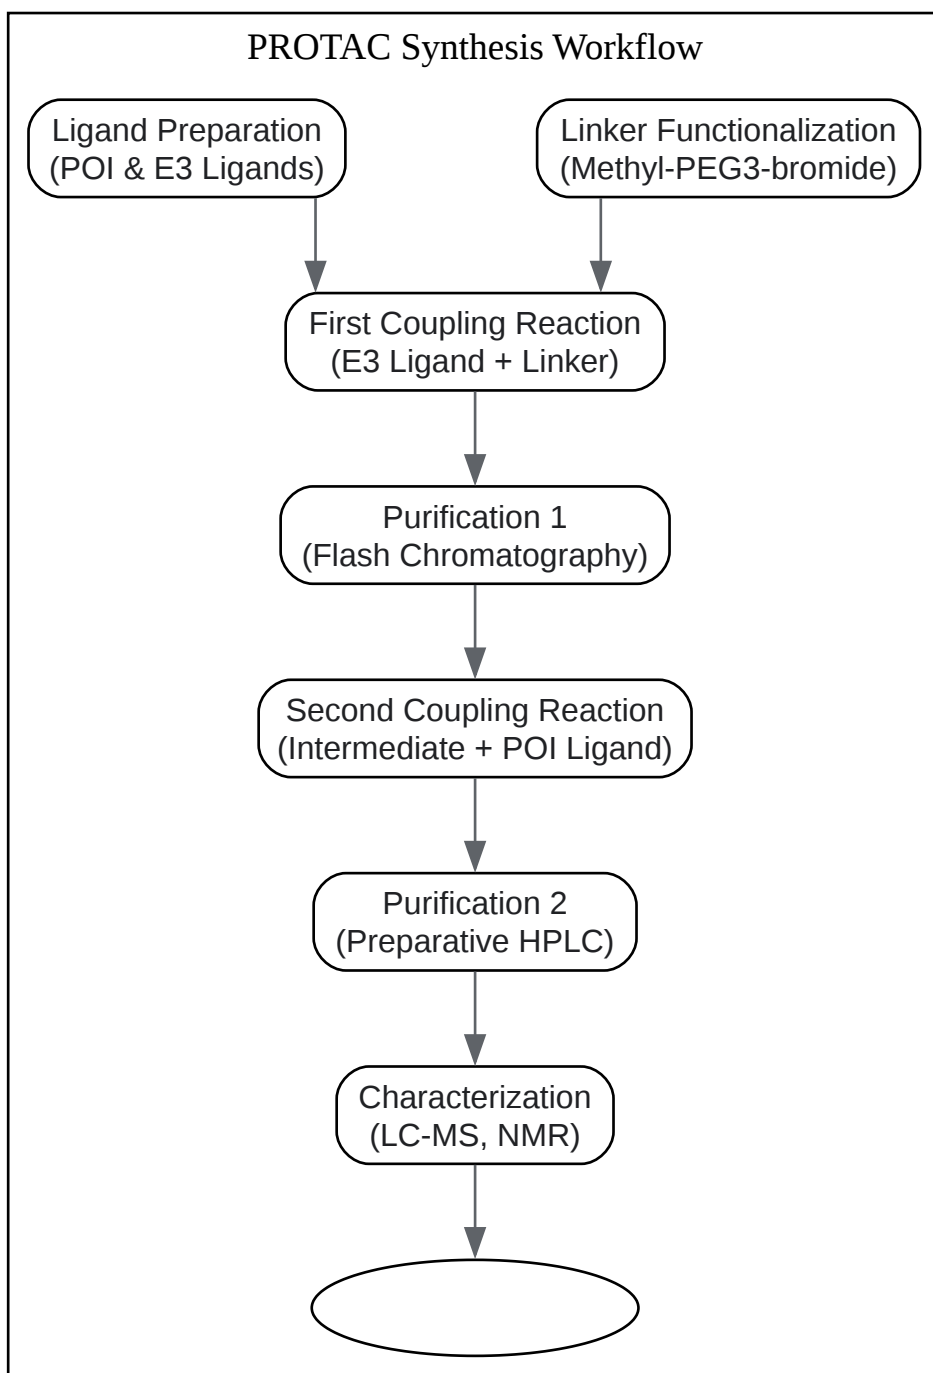 PROTAC Synthesis Workflow
Ligand Preparation
(POI & E3 Ligands)
Linker Functionalization
(Methyl-PEG3-bromide)
First Coupling Reaction
(E3 Ligand + Linker)
Purification 1
(Flash Chromatography)
Second Coupling Reaction
(Intermediate + POI Ligand)
Purification 2
(Preparative HPLC)
Characterization
(LC-MS, NMR)